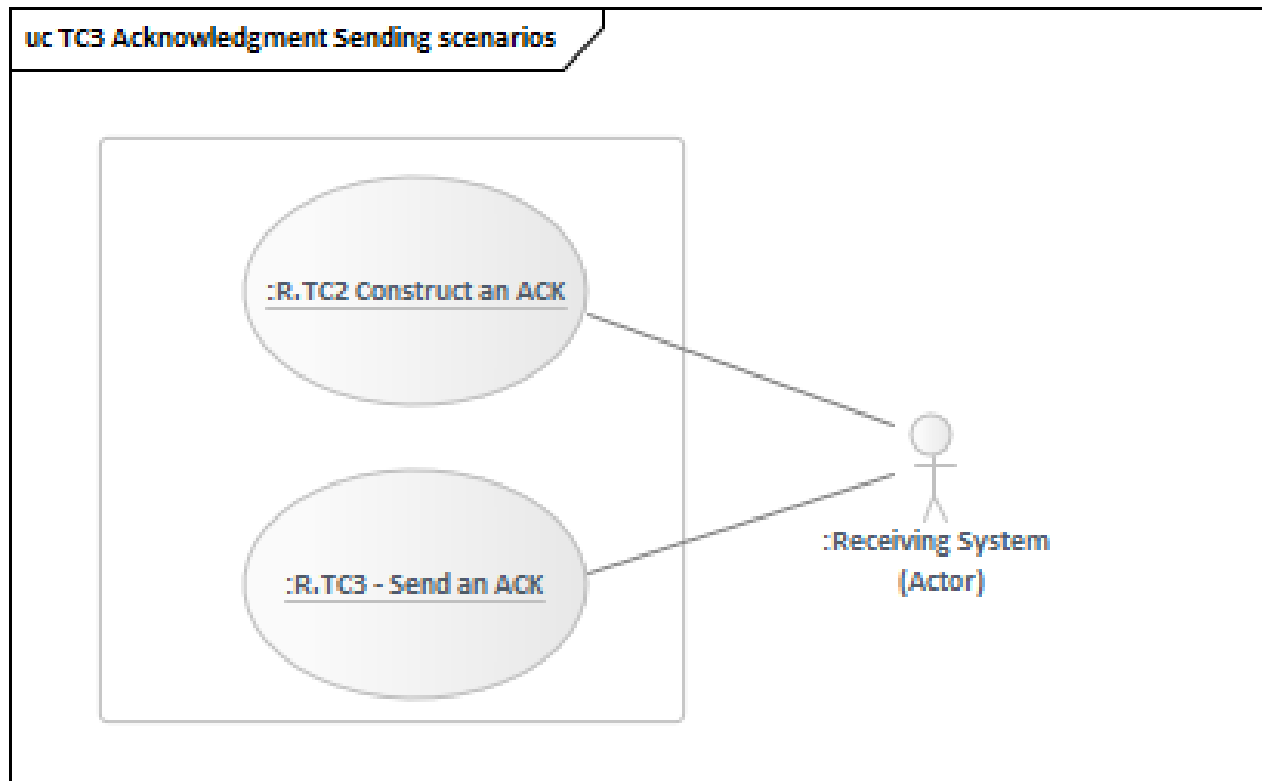 uc TC3 Acknowledgment Sending scenarios
:R.TC2 Construct an ACK
:R.TC3 - Send an ACK
:Receiving System
(Actor)